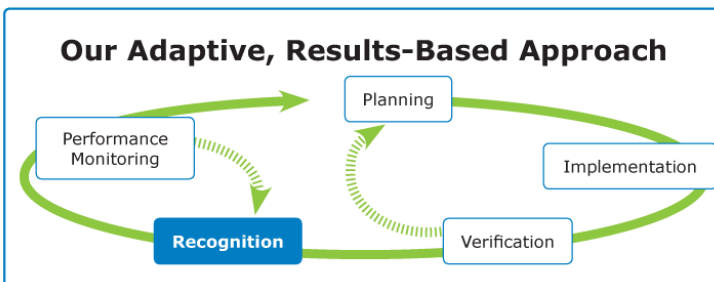 Our Adaptive, Results-Based Approach
Planning
Performance
Monitoring
Implementation
Recognition
Verification